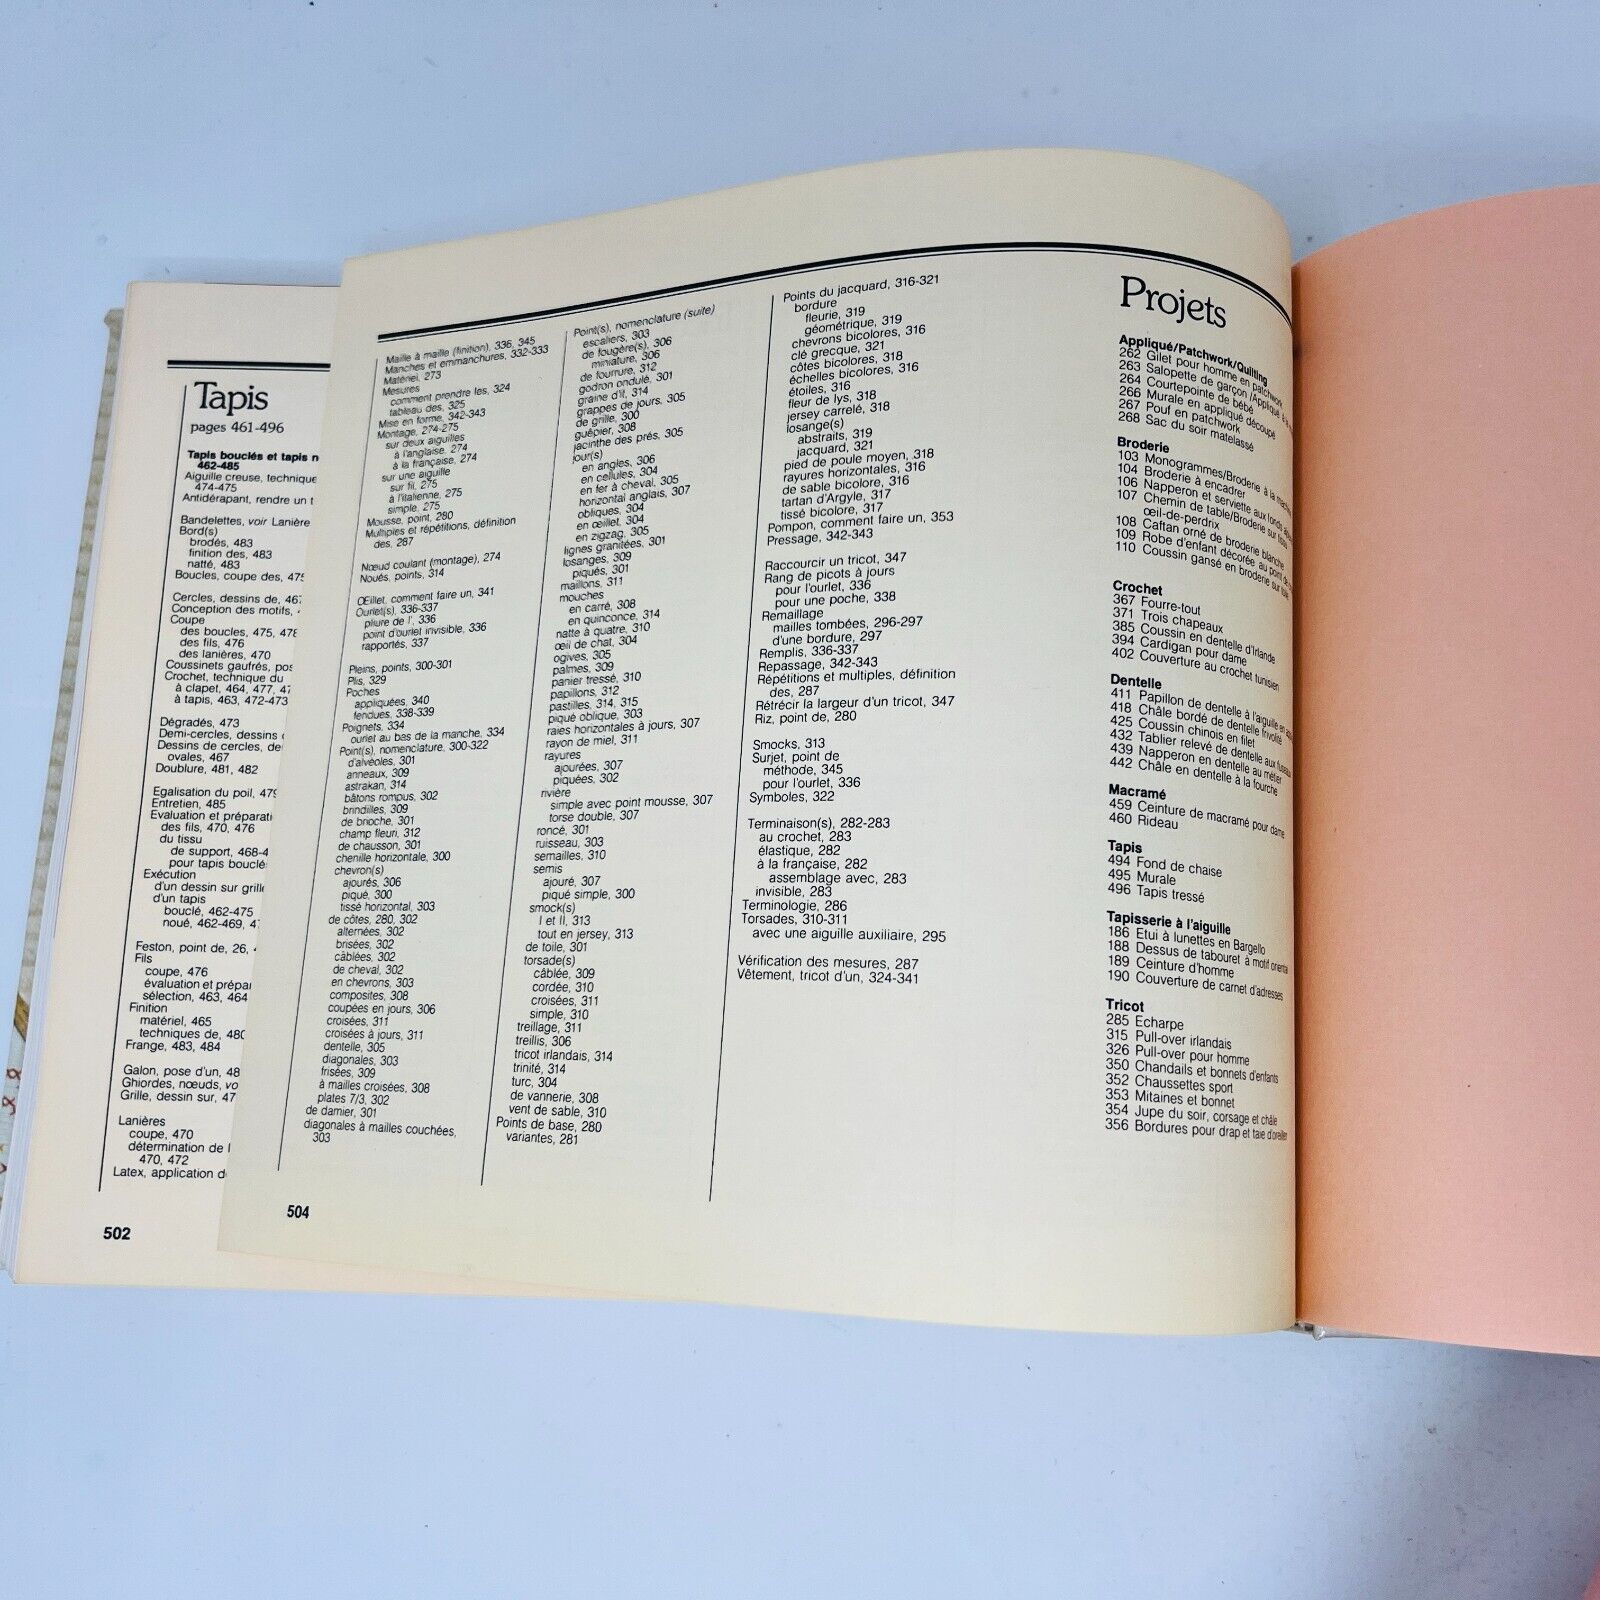 Tapis
pages 461-496
Tapis bouclés et tapis n
462-485
Aiguille creuse, technique
474-475
Antidérapant, rendre un t
Bandelettes, voir Lanière
Bord(s)
brodés, 483
finition des, 483
natté, 483
Boucles, coupe des, 475
Cercles, dessins de, 467
Conception des motifs,
Coupe
des boucles, 475, 478
des fils, 476
des lanières, 470
Coussinets gaufrés, pos
Crochet, technique du
à clapet, 464, 477, 47
à tapis, 463, 472-473
Dégradés, 473
Demi-cercles, dessins
Dessins de cercles, de
ovales, 467
Doublure, 481, 482
Egalisation du poil, 479
Entretien, 485
Evaluation et préparati
des fils, 470, 476
du tissu
de support, 468-4
pour tapis bouclé
Exécution
d'un dessin sur grille
d'un tapis
bouclé, 462-475
noué, 462-469, 47
Feston, point de, 26,
Fils
coupe, 476
évaluation et prépar
sélection, 463, 464
Finition
matériel, 465
techniques de, 480
Frange, 483, 484
Galon, pose d'un, 48
Ghiordes, nœuds, vo
Grille, dessin sur, 47
Lanières
coupe, 470
détermination de l
470, 472
Latex, application d
502
Maille à maille (finition), 336, 345
Manches et emmanchures, 332-333
Matériel, 273
Mesures
comment prendre les, 324
tableau des, 325
Mise en forme, 342-343
Montage, 274-275
sur deux aiguilles
à l'anglaise, 274
à la française, 274
sur une aiguille
sur fil, 275
à l'italienne, 275
simple, 275
Mousse, point, 280
Multiples et répétitions, définition
des, 287
Nœud coulant (montage), 274
Noués, points, 314
Œillet, comment faire un, 341
Ourlet(s), 336-337
pliure de l', 336
point d'ourlet invisible, 336
rapportés, 337
Pleins, points, 300-301
Plis, 329
Poches
appliquées, 340
fendues, 338-339
Poignets, 334
ourlet au bas de la manche, 334
Point(s), nomenclature, 300-322
d'alvéoles, 301
anneaux, 309
astrakan, 314
bâtons rompus, 302
brindilles, 309
de brioche, 301
champ fleuri, 312
de chausson, 301
chenille horizontale, 300
chevron(s)
ajourés, 306
piqué, 300
tissé horizontal, 303
de côtes, 280, 302
alternées, 302
brisées, 302
câblées, 302
de cheval, 302
en chevrons, 303
composites, 308
coupées en jours, 306
croisées, 311
croisées à jours, 311
dentelle, 305
diagonales, 303
frisées, 309
à mailles croisées, 308
plates 7/3, 302
de damier, 301
diagonales à mailles couchées,
303
504
Point(s), nomenclature (suite)
escaliers, 303
de fougère(s), 306
miniature, 306
de fourrure, 312
godron ondulé, 301
graine d'it, 314
grappes de jours, 305
de grille, 300
guêpier, 308
jacinthe des prés, 305
jour(s)
en angles, 306
en cellules, 304
en fer à cheval, 305
horizontal anglais, 307
obliques, 304
en œillet, 304
en zigzag, 305
lignes granitées, 301
losanges, 309
piqués, 301
maillons, 311
mouches
en carré, 308
en quinconce, 314
natte à quatre, 310
œil de chat, 304
ogives, 305
palmes, 309
panier tressé, 310
papillons, 312
pastilles, 314, 315
piqué oblique, 303
raies horizontales à jours, 307
rayon de miel, 311
rayures
ajourées, 307
piquées, 302
rivière
simple avec point mousse, 307
torse double, 307
roncé, 301
ruisseau, 303
semailles, 310
semis
ajouré, 307
piqué simple, 300
smock(s)
I et II, 313
tout en jersey, 313
de toile, 301
torsade(s)
câblée, 309
cordée, 310
croisées, 311
simple, 310
treillage, 311
treillis, 306
tricot irlandais, 314
trinité, 314
turc, 304
de vannerie, 308
vent de sable, 310
Points de base, 280
variantes, 281
Points du jacquard, 316-321
bordure
fleurie, 319
géométrique, 319
chevrons bicolores, 316
clé grecque, 321
côtes bicolores, 318
échelles bicolores, 316
étoiles, 316
fleur de lys, 318
jersey carrelé, 318
losange(s)
abstraits, 319
jacquard, 321
pied de poule moyen, 318
rayures horizontales, 316
de sable bicolore, 316
tartan d'Argyle, 317
tissé bicolore, 317
Pompon, comment faire un, 353
Pressage, 342-343
Raccourcir un tricot, 347
Rang de picots à jours
pour l'ourlet, 336
pour une poche, 338
Remaillage
mailles tombées, 296-297
d'une bordure, 297
Remplis, 336-337
Repassage, 342-343
Répétitions et multiples, définition
des, 287
Rétrécir la largeur d'un tricot, 347
Riz, point de, 280
Smocks, 313
Surjet, point de
méthode, 345
pour l'ourlet, 336
Symboles, 322
Terminaison(s), 282-283
au crochet, 283
élastique, 282
à la française, 282
assemblage avec, 283
invisible, 283
Terminologie, 286
Torsades, 310-311
avec une aiguille auxiliaire, 295
Vérification des mesures, 287
Vêtement, tricot d'un, 324-341
Projets
Appliqué/Patchwork/Quilting
262 Gilet pour homme en patchwork
263 Salopette de garçon /Appliqué à la
264 Courtepointe de bébé
266 Murale en appliqué découpé
267 Pouf en patchwork
268 Sac du soir matelassé
Broderie
103 Monogrammes/Broderie à la machine
104 Broderie à encadrer
106 Napperon et serviette aux fonds
107 Chemin de table/Broderie sur tissu
œil-de-perdrix
108 Caftan orné de broderie blanche
109 Robe d'enfant décorée au point de
110 Coussin gansé en broderie sur tulle
Crochet
367 Fourre-tout
371 Trois chapeaux
385 Coussin en dentelle d'Irlande
394 Cardigan pour dame
402 Couverture au crochet tunisien
Dentelle
411 Papillon de dentelle à l'aiguille en
418 Châle bordé de dentelle frivolité
425 Coussin chinois en filet
432 Tablier relevé de dentelle aux fuseaux
439 Napperon en dentelle au métier
442 Châle en dentelle à la fourche
Macramé
459 Ceinture de macramé pour dame
460 Rideau
Tapis
494 Fond de chaise
495 Murale
496 Tapis tressé
Tapisserie à l'aiguille
186 Etui à lunettes en Bargello
188 Dessus de tabouret à motif oriental
189 Ceinture d'homme
190 Couverture de carnet d'adresses
Tricot
285 Echarpe
315 Pull-over irlandais
326 Pull-over pour homme
350 Chandails et bonnets d'enfants
352 Chaussettes sport
353 Mitaines et bonnet
354 Jupe du soir, corsage et châle
356 Bordures pour drap et taie d'oreiller